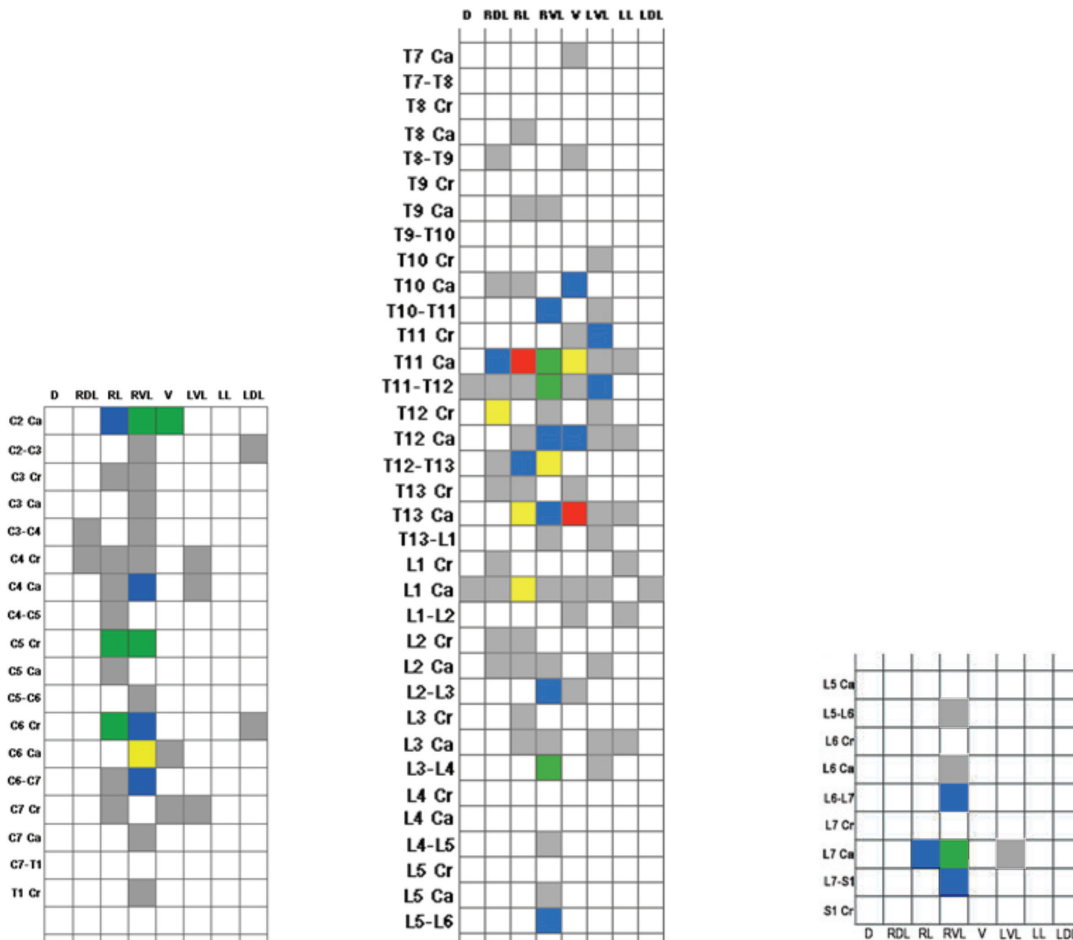 D RDL RL RVL V LVL LL LDL
C2 Ca
C2-C3
C3 Cr
C3 Ca
C3-C4
C4 Cr
C4 Ca
C4-C5
C5 Cr
C5 Ca
C5-C6
C6 Cr
C6 Ca
C6-C7
C7 Cr
C7 Ca
C7-T1
T1 Cr
D RDL RL RVL V LVL LL LDL
T7 Ca
T7-T8
T8 Cr
T8 Ca
T8-T9
T9 Cr
T9 Ca
T9-T10
T10 Cr
T10 Ca
T10-T11
T11 Cr
T11 Ca
T11-T12
T12 Cr
T12 Ca
T12-T13
T13 Cr
T13 Ca
T13-L1
L1 Cr
L1 Ca
L1-L2
L2 Cr
L2 Ca
L2-L3
L3 Cr
L3 Ca
L3-L4
L4 Cr
L4 Ca
L4-L5
L5 Cr
L5 Ca
L5-L6
L5 Ca
L5-L6
L6 Cr
L6 Ca
L6-L7
L7 Cr
L7 Ca
L7-S1
S1 Cr
D RDL RL RVL V LVL LL LDL